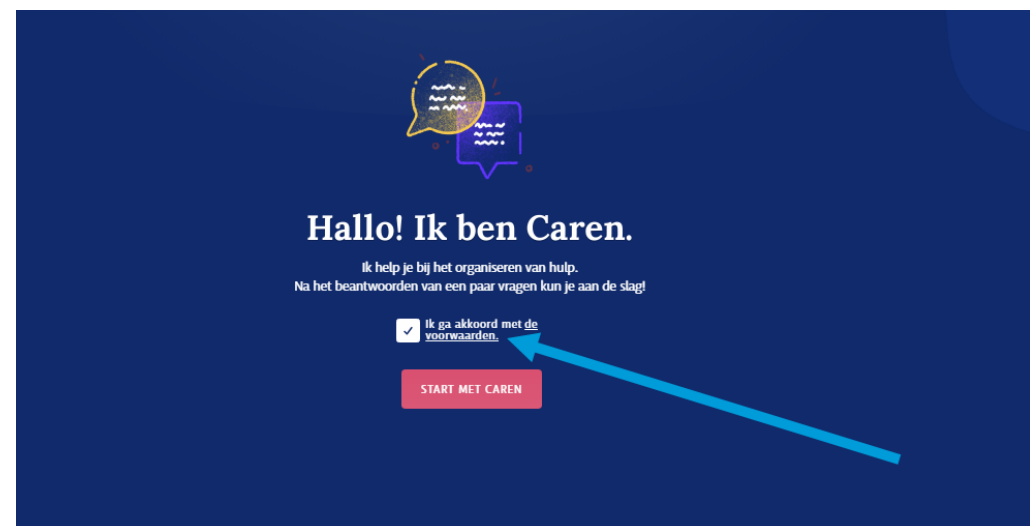 Hallo! Ik ben Caren.
Ik help je bij het organiseren van hulp.
Na het beantwoorden van een paar vragen kun je aan de slag!
Ik ga akkoord met de
voorwaarden.
START MET CAREN